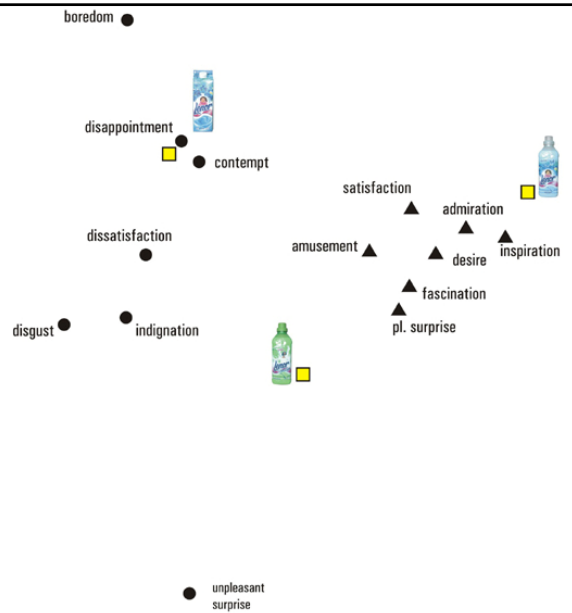 boredom
disappointment
contempt
satisfaction
admiration
dissatisfaction
amusement
desire
inspiration
fascination
disgust
indignation
pl. surprise
unpleasant
surprise